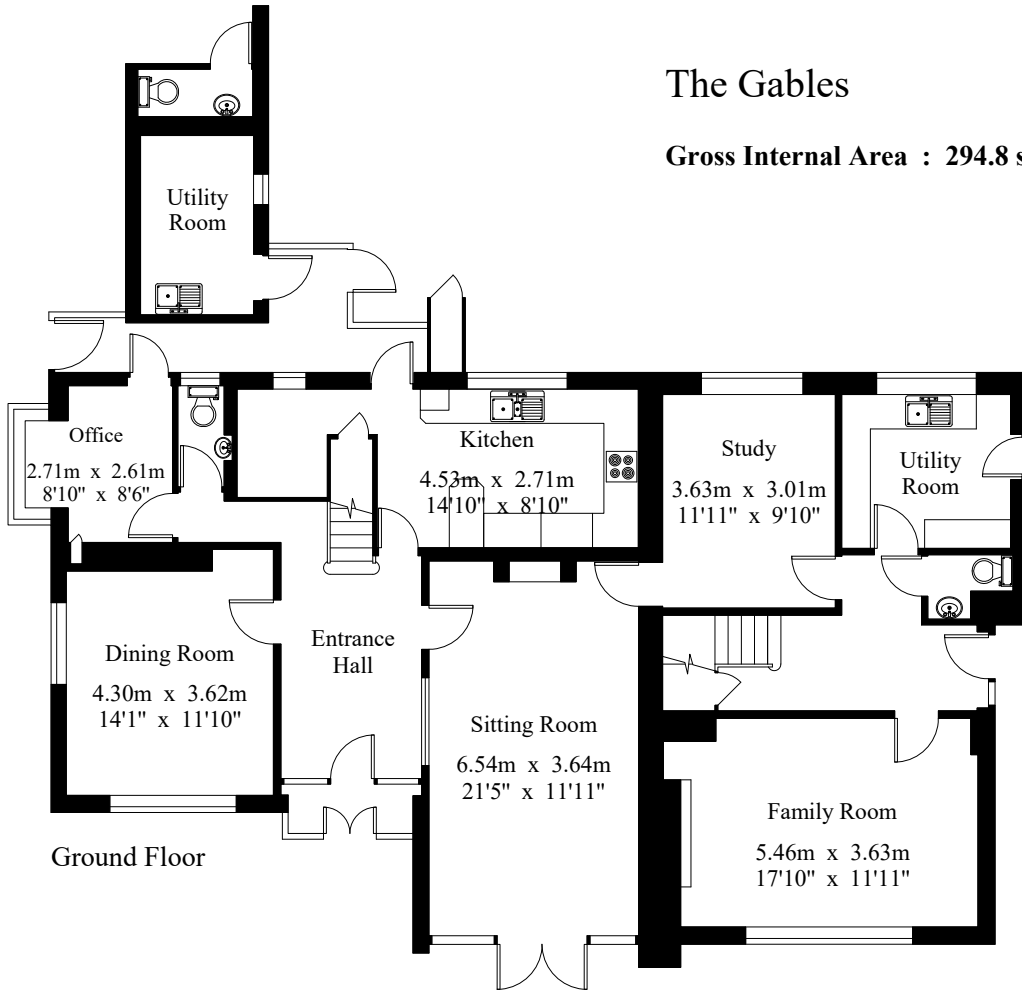 The Gables
Gross Internal Area : 294.8 s
Utility
Room
Office
2.71m x 2.61m
8'10" x 8'6"
Kitchen
4.53m x 2.71m
14'10" x 8'10"
Study
3.63m x 3.01m
11'11" x 9'10"
Utility
Room
Dining Room
4.30m x 3.62m
14'1" x 11'10"
Entrance
Hall
Sitting Room
6.54m x 3.64m
21'5" x 11'11"
Family Room
5.46m x 3.63m
17'10" x 11'11"
Ground Floor